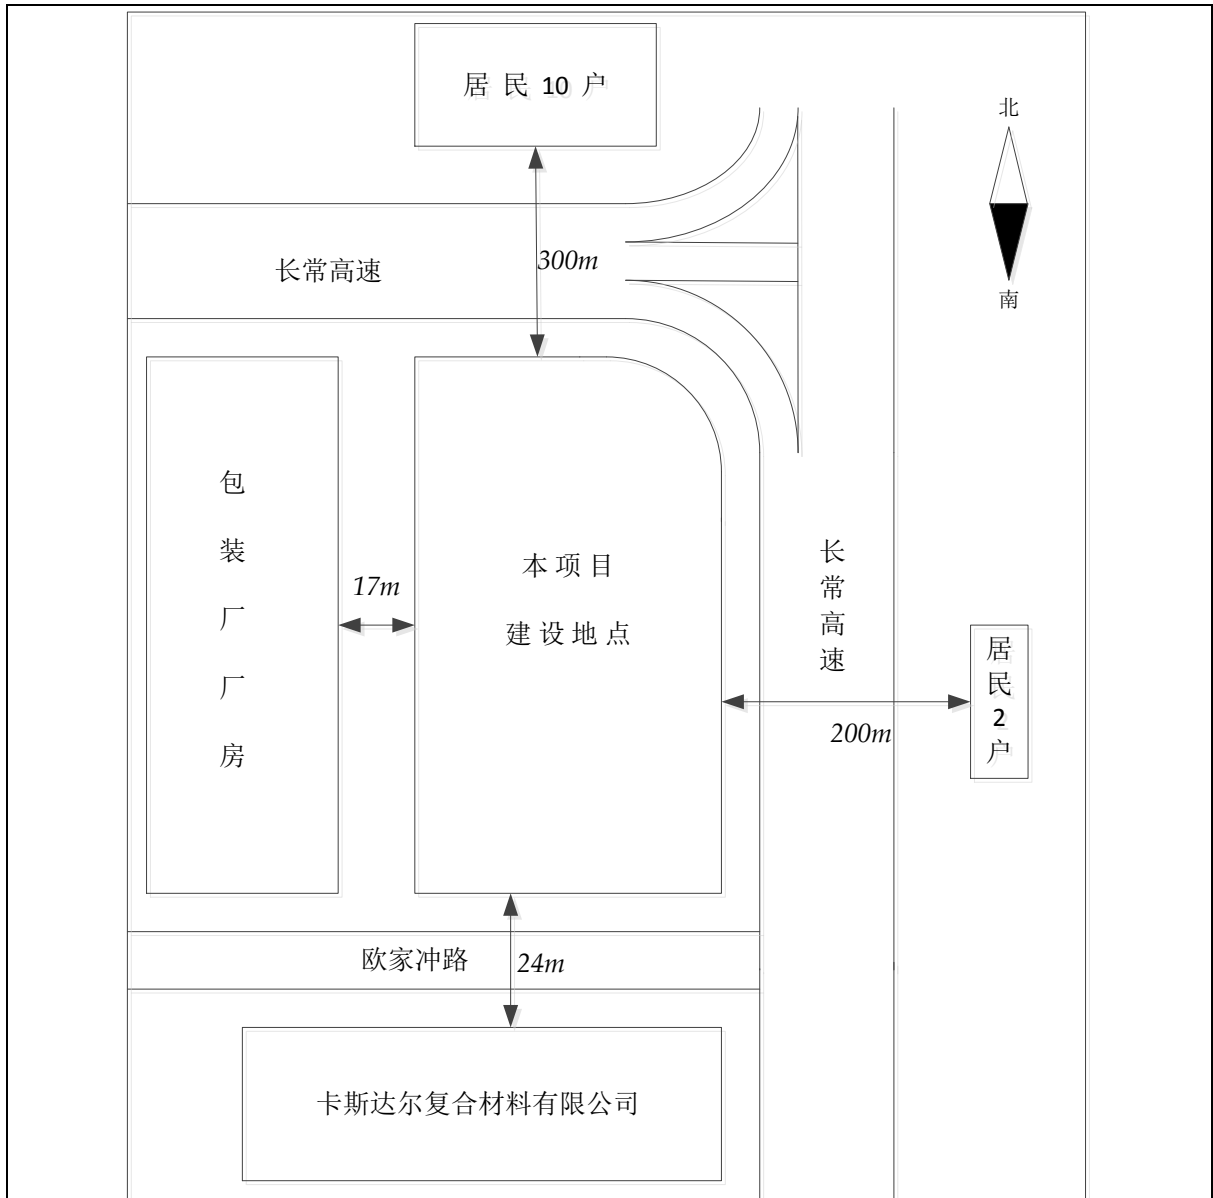 居 民 10 户
北
300m
长常高速
南
包
装
厂
厂
房
17m
本 项 目
建 设 地 点
长
常
高
速
居
民
2
户
200m
欧家冲路
24m
卡斯达尔复合材料有限公司